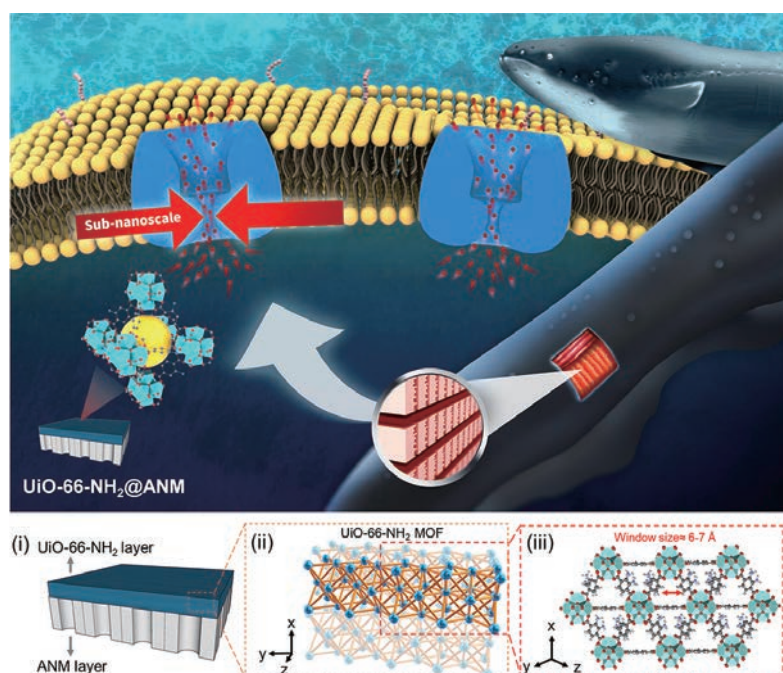 Sub-nanoscale
UiO-66-NH₂@ANM
(i)
UiO-66-NH₂ layer
ANM layer
(ii)
UiO-66-NH₂ MOF
x
y
z
(iii)
Window size≈ 6-7 Å
x
y
z